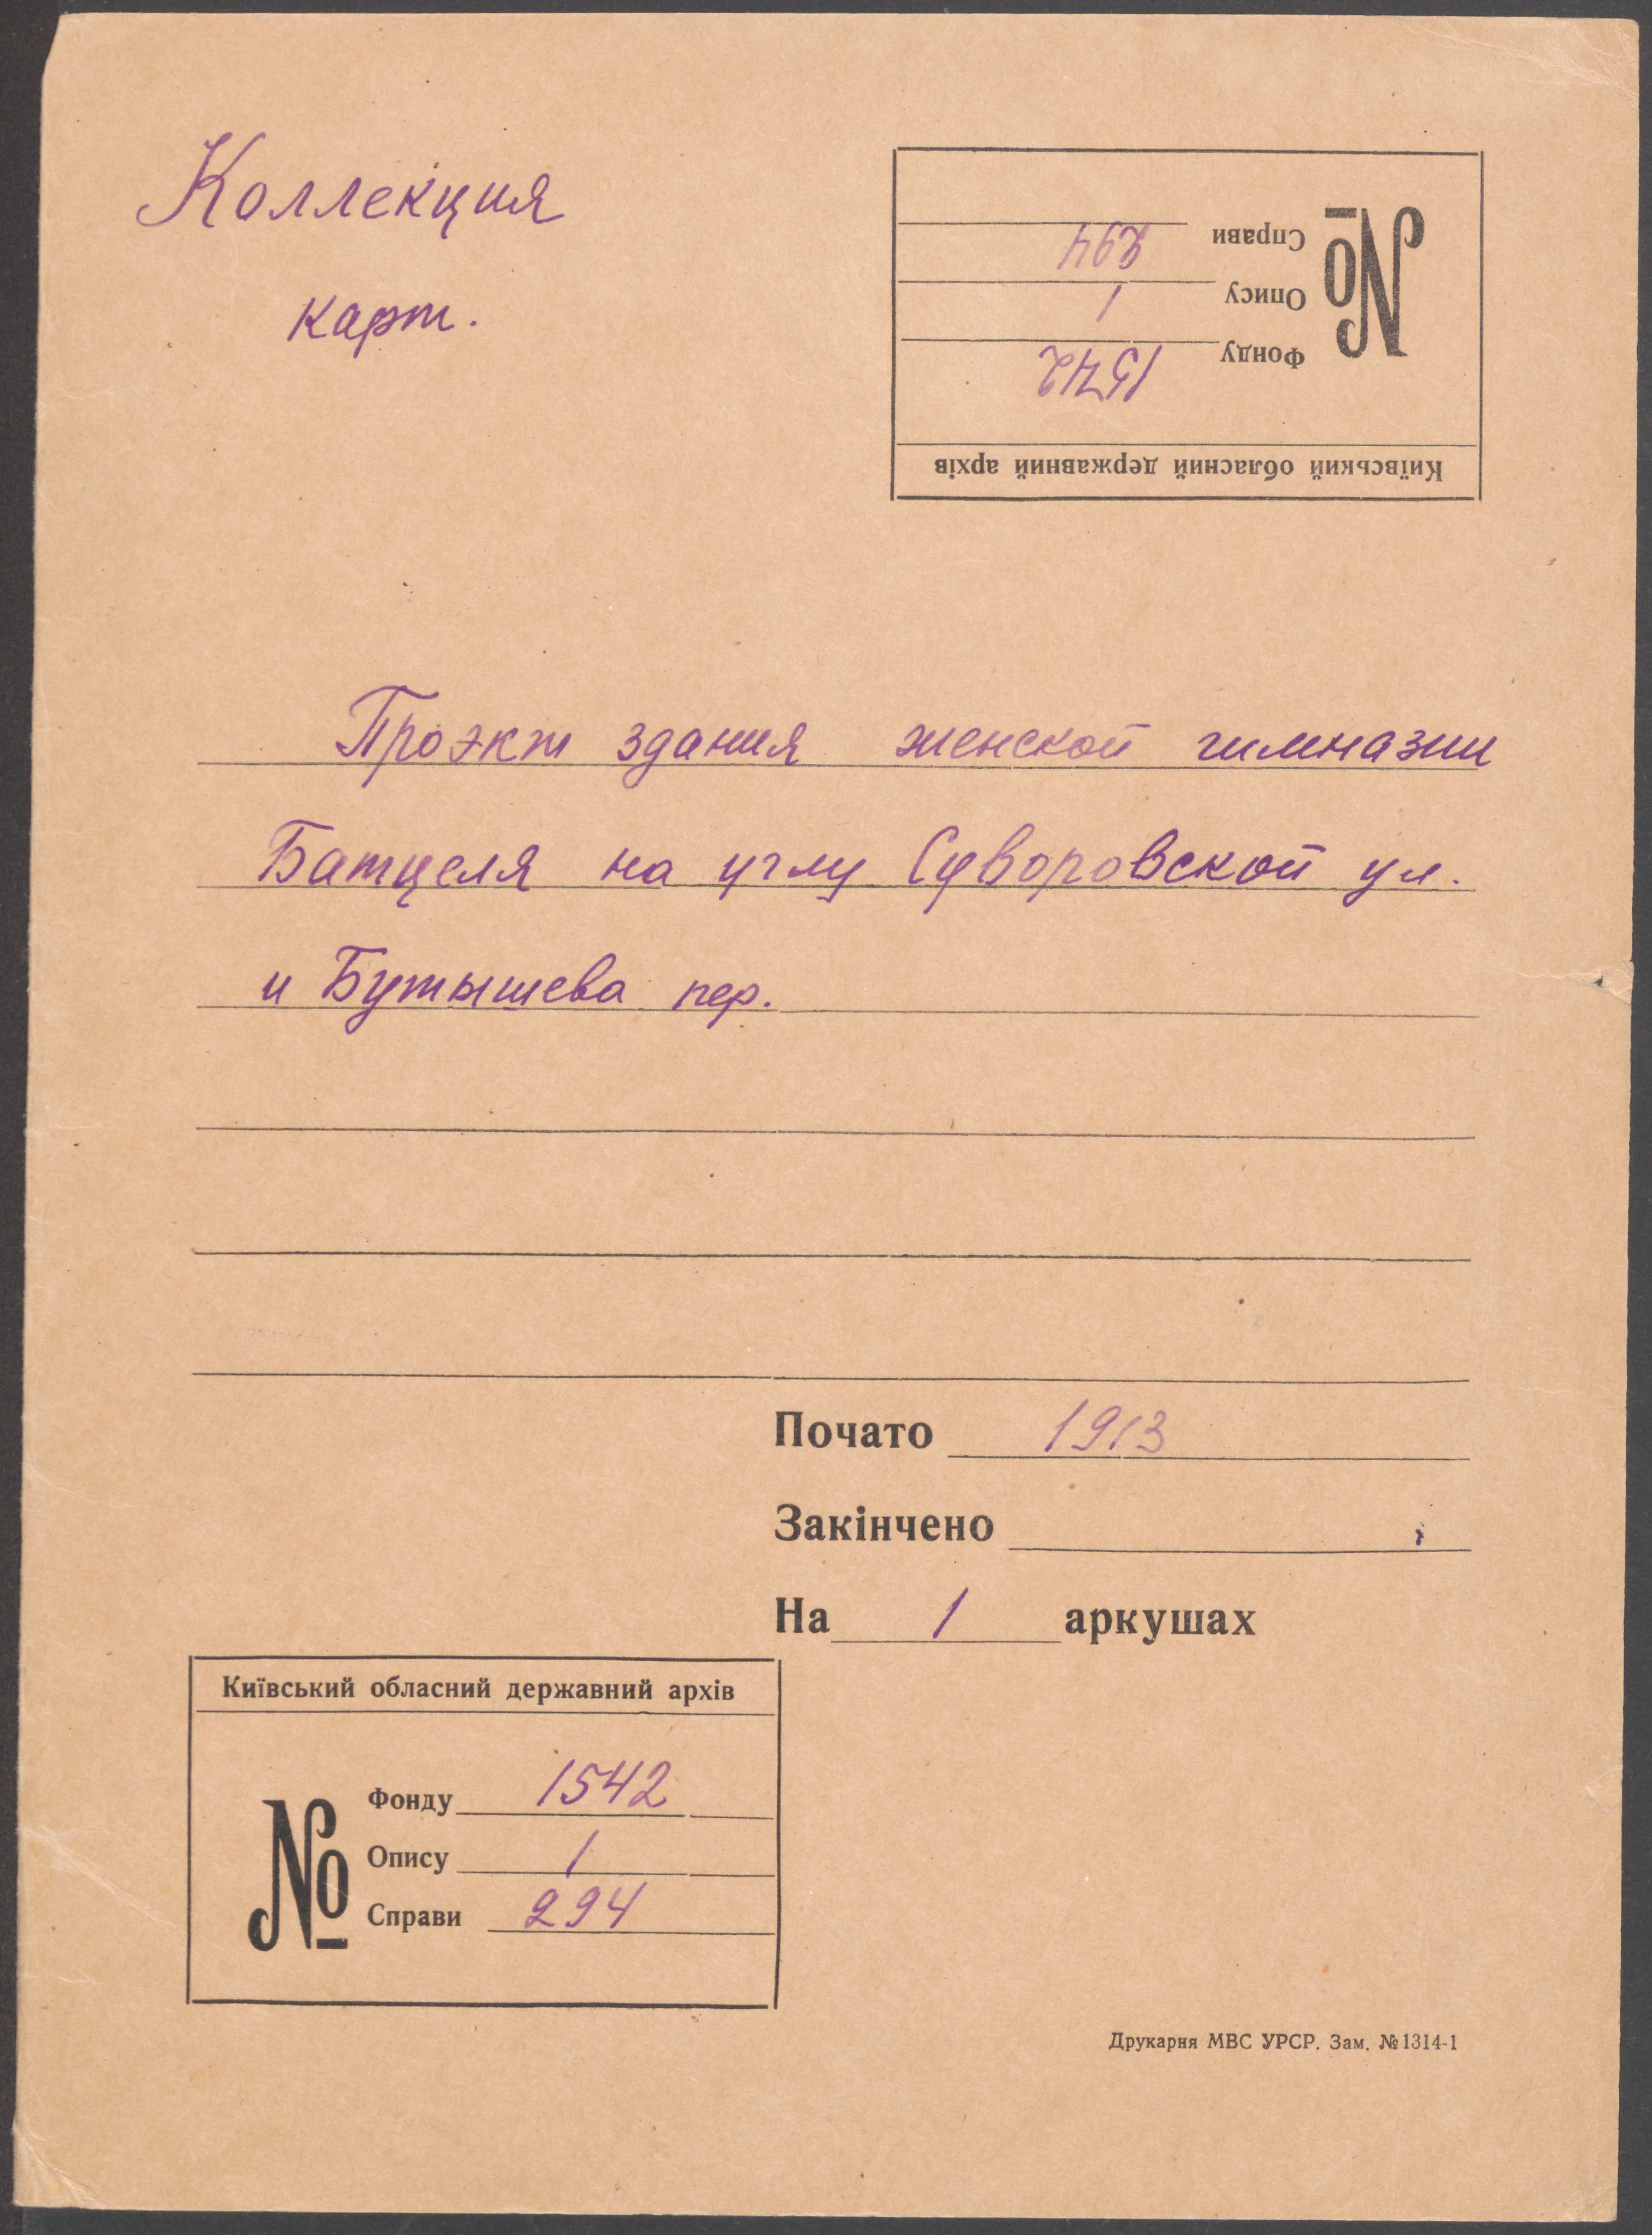 Коллекция
карт.
Київський обласний державний архів
№
Фонду 1542
Опису 1
Справи 294
Проэкт здания женской гимназии
Батцеля на углу Суворовской ул.
и Бутышева пер.
Почато 1913
Закінчено
На 1 аркушах
Київський обласний державний архів
№
Фонду 1542
Опису 1
Справи 294
Друкарня МВС УРСР. Зам. №1314-1